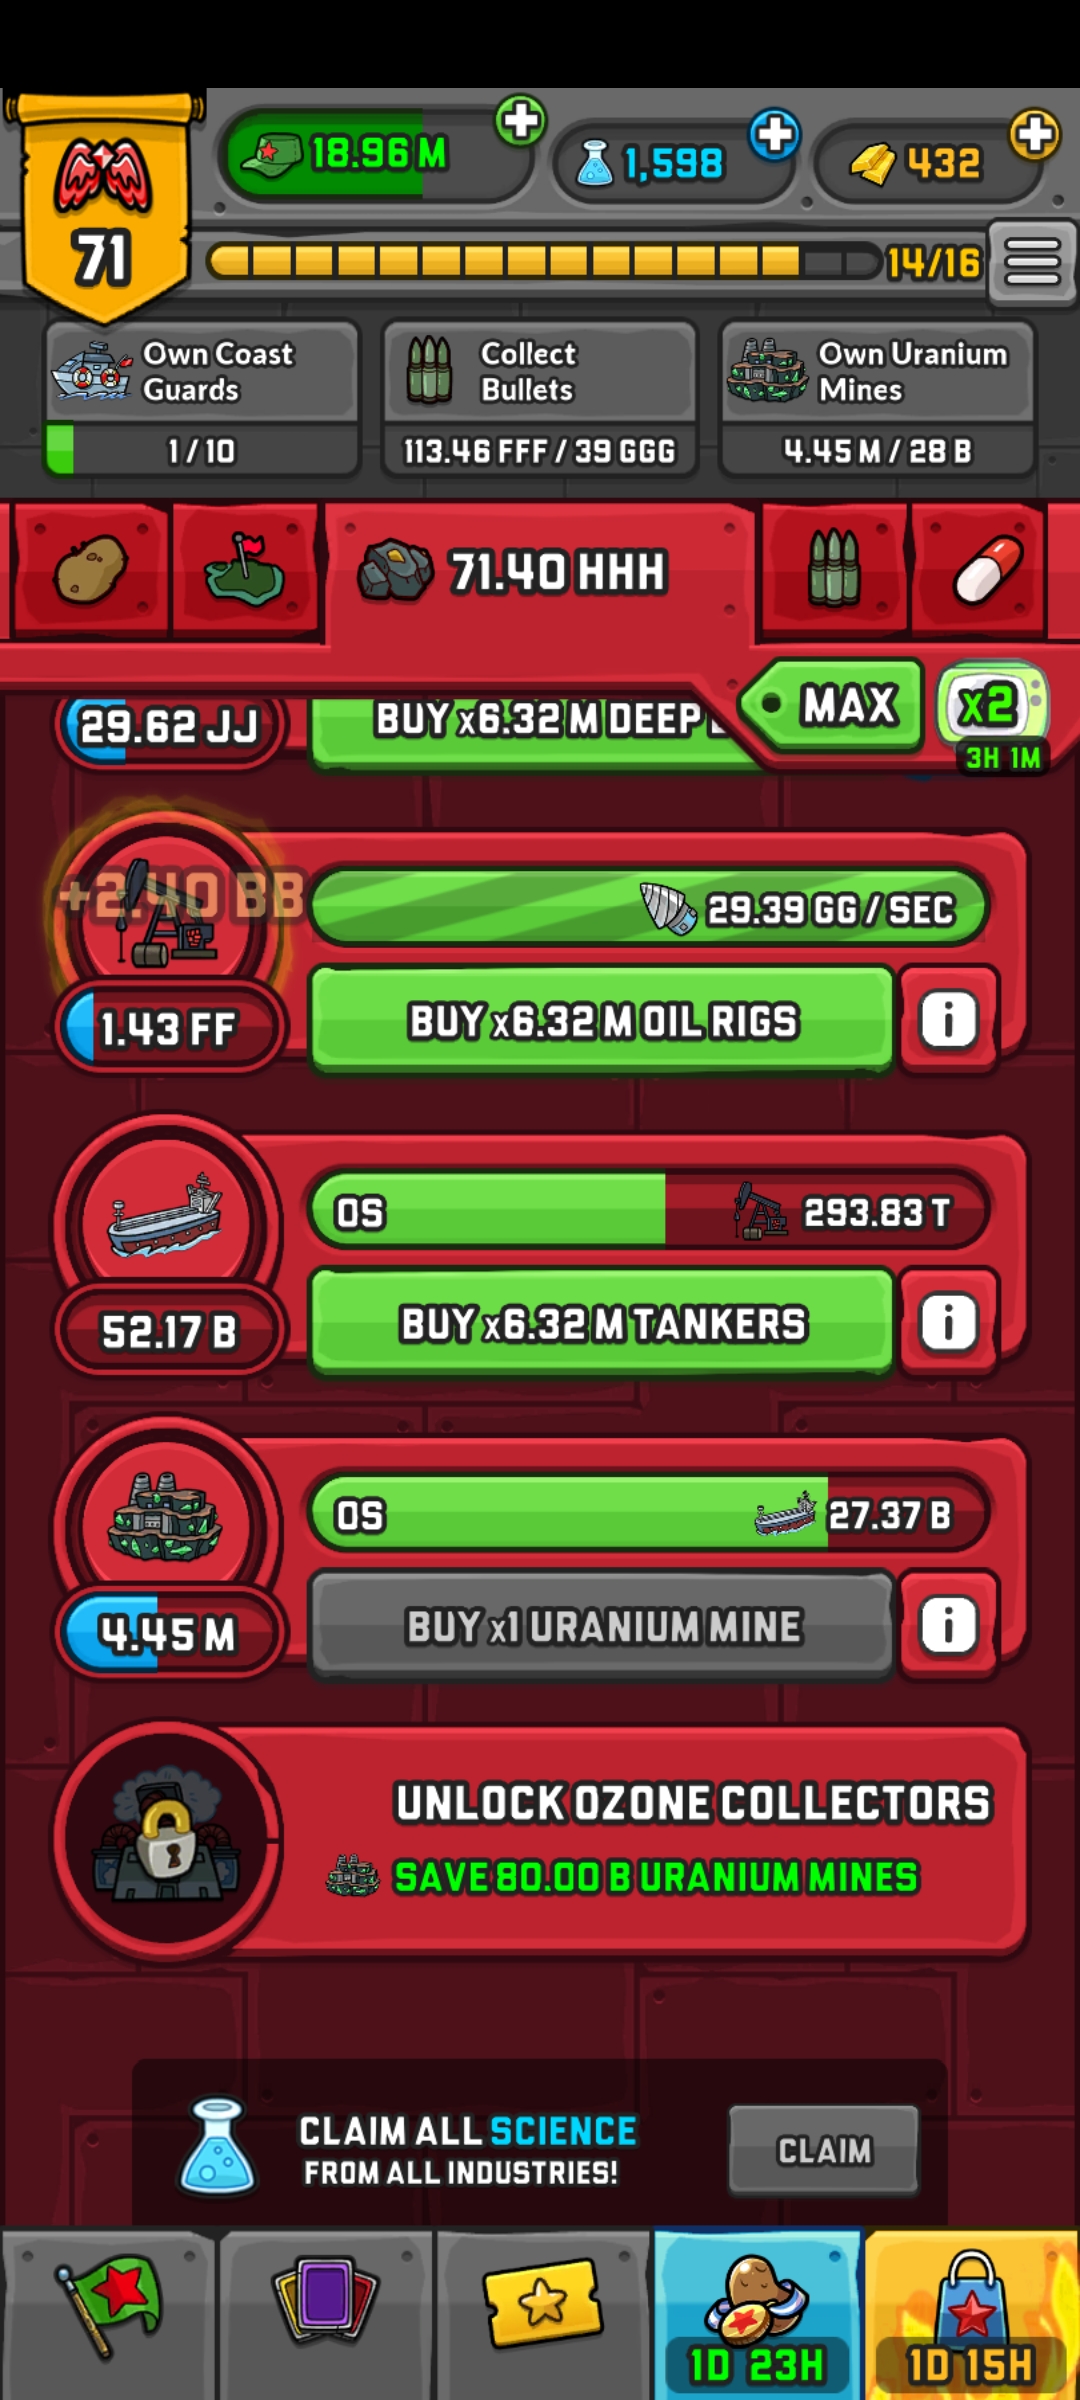 18.96 M
1,598
432
71
14/16
Own Coast
Guards
1 / 10
Collect
Bullets
113.46 FFF / 39 GGG
Own Uranium
Mines
4.45 M / 28 B
71.40 HHH
MAX
x2
3H 1M
29.62 JJ
BUY x6.32 M DEEP
+2.40 BB
29.39 GG / SEC
1.43 FF
BUY x6.32 M OIL RIGS
i
0S
293.83 T
52.17 B
BUY x6.32 M TANKERS
i
0S
27.37 B
4.45 M
BUY x1 URANIUM MINE
i
UNLOCK OZONE COLLECTORS
SAVE 80.00 B URANIUM MINES
CLAIM ALL SCIENCE
FROM ALL INDUSTRIES!
CLAIM
1D 23H
1D 15H